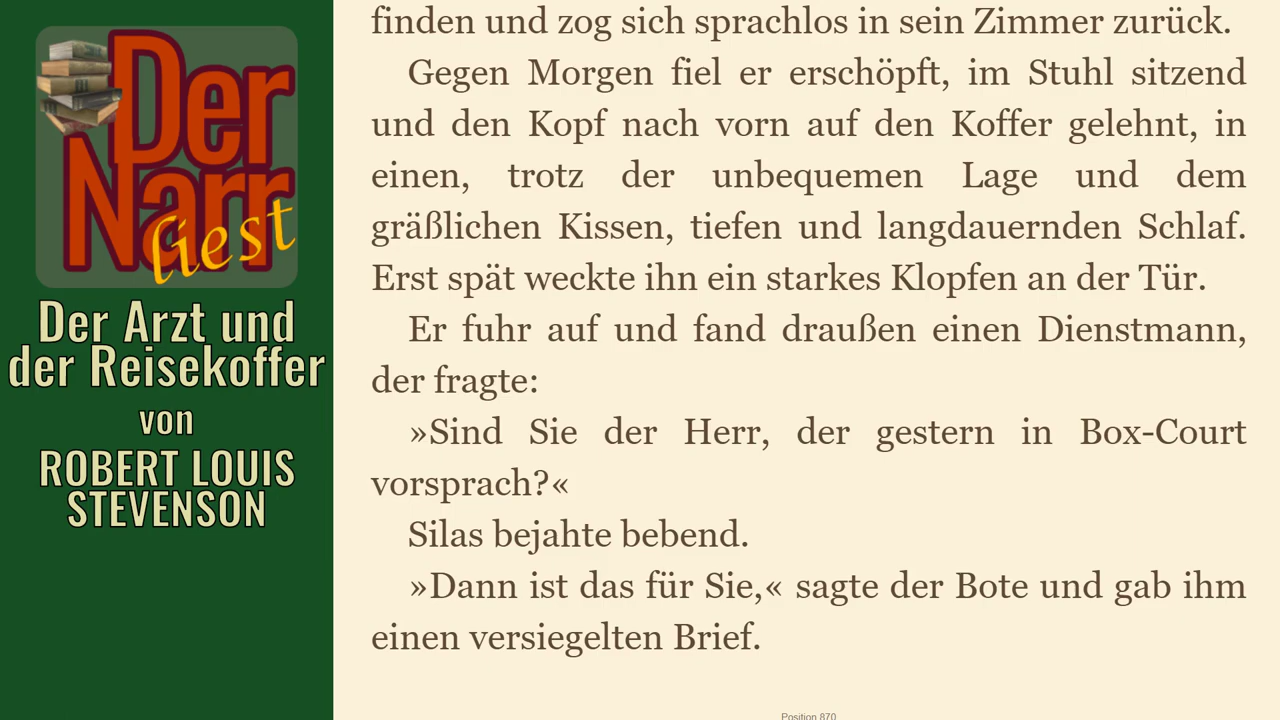 Der
Narr
liest
Der Arzt und
der Reisekoffer
von
ROBERT LOUIS
STEVENSON
finden und zog sich sprachlos in sein Zimmer zurück.
Gegen Morgen fiel er erschöpft, im Stuhl sitzend
und den Kopf nach vorn auf den Koffer gelehnt, in
einen, trotz der unbequemen Lage und dem
gräßlichen Kissen, tiefen und langdauernden Schlaf.
Erst spät weckte ihn ein starkes Klopfen an der Tür.
Er fuhr auf und fand draußen einen Dienstmann,
der fragte:
»Sind Sie der Herr, der gestern in Box-Court
vorsprach?«
Silas bejahte bebend.
»Dann ist das für Sie,« sagte der Bote und gab ihm
einen versiegelten Brief.
Position 870